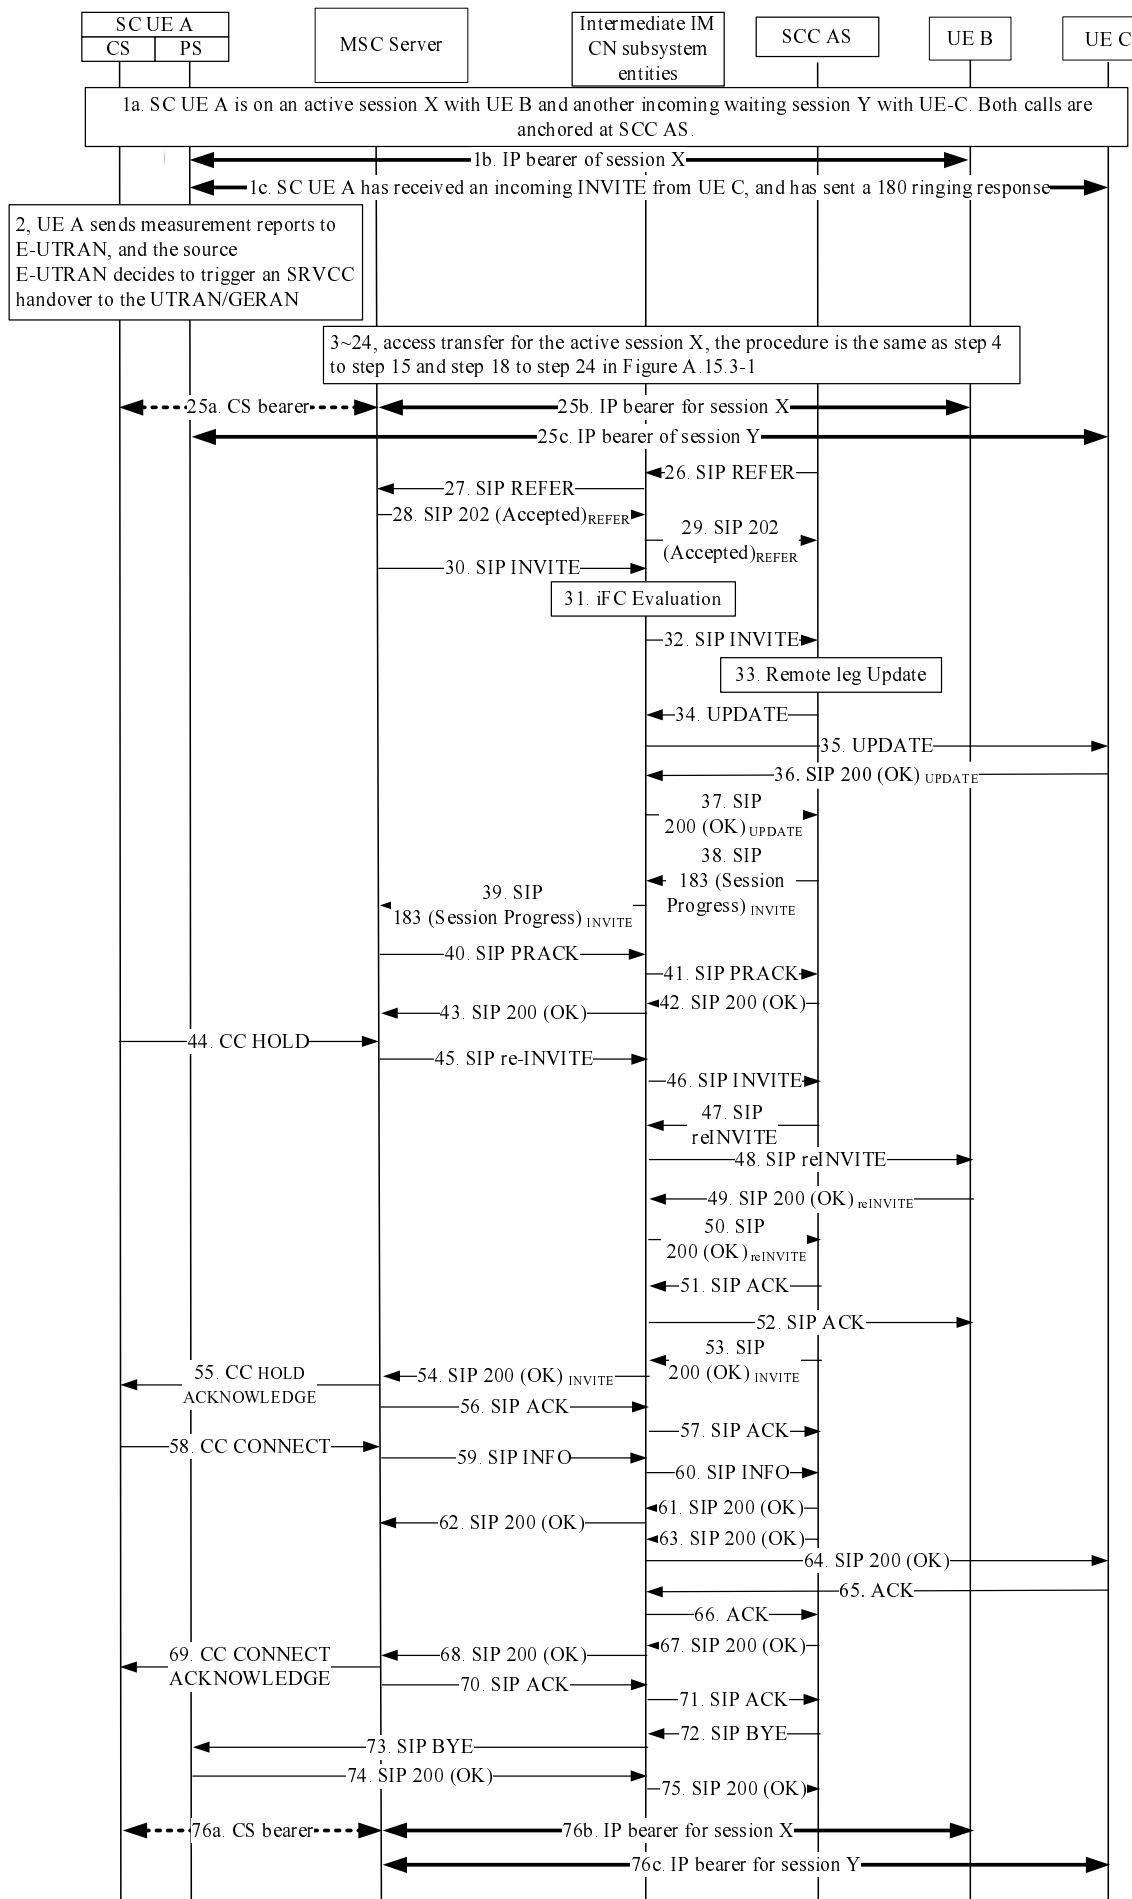 SC UE A
CS
PS
MSC Server
Intermediate IM
CN subsystem
entities
SCC AS
UE B
UE C
1a. SC UE A is on an active session X with UE B and another incoming waiting session Y with UE-C. Both calls are
anchored at SCC AS.
1b. IP bearer of session X
1c. SC UE A has received an incoming INVITE from UE C, and has sent a 180 ringing response
2, UE A sends measurement reports to
E-UTRAN, and the source
E-UTRAN decides to trigger an SRVCC
handover to the UTRAN/GERAN
3~24, access transfer for the active session X, the procedure is the same as step 4
to step 15 and step 18 to step 24 in Figure A.15.3-1
25a. CS bearer
25b. IP bearer for session X
25c. IP bearer of session Y
26. SIP REFER
27. SIP REFER
28. SIP 202 (Accepted)REFER
29. SIP 202
(Accepted)REFER
30. SIP INVITE
31. iFC Evaluation
32. SIP INVITE
33. Remote leg Update
34. UPDATE
35. UPDATE
36. SIP 200 (OK) UPDATE
37. SIP
200 (OK) UPDATE
38. SIP
183 (Session
Progress) INVITE
39. SIP
183 (Session Progress) INVITE
40. SIP PRACK
41. SIP PRACK
42. SIP 200 (OK)
43. SIP 200 (OK)
44. CC HOLD
45. SIP re-INVITE
46. SIP INVITE
47. SIP
reINVITE
48. SIP reINVITE
49. SIP 200 (OK) reINVITE
50. SIP
200 (OK) reINVITE
51. SIP ACK
52. SIP ACK
53. SIP
200 (OK) INVITE
54. SIP 200 (OK) INVITE
55. CC HOLD
ACKNOWLEDGE
56. SIP ACK
57. SIP ACK
58. CC CONNECT
59. SIP INFO
60. SIP INFO
61. SIP 200 (OK)
62. SIP 200 (OK)
63. SIP 200 (OK)
64. SIP 200 (OK)
65. ACK
66. ACK
67. SIP 200 (OK)
68. SIP 200 (OK)
69. CC CONNECT
ACKNOWLEDGE
70. SIP ACK
71. SIP ACK
72. SIP BYE
73. SIP BYE
74. SIP 200 (OK)
75. SIP 200 (OK)
76a. CS bearer
76b. IP bearer for session X
76c. IP bearer for session Y